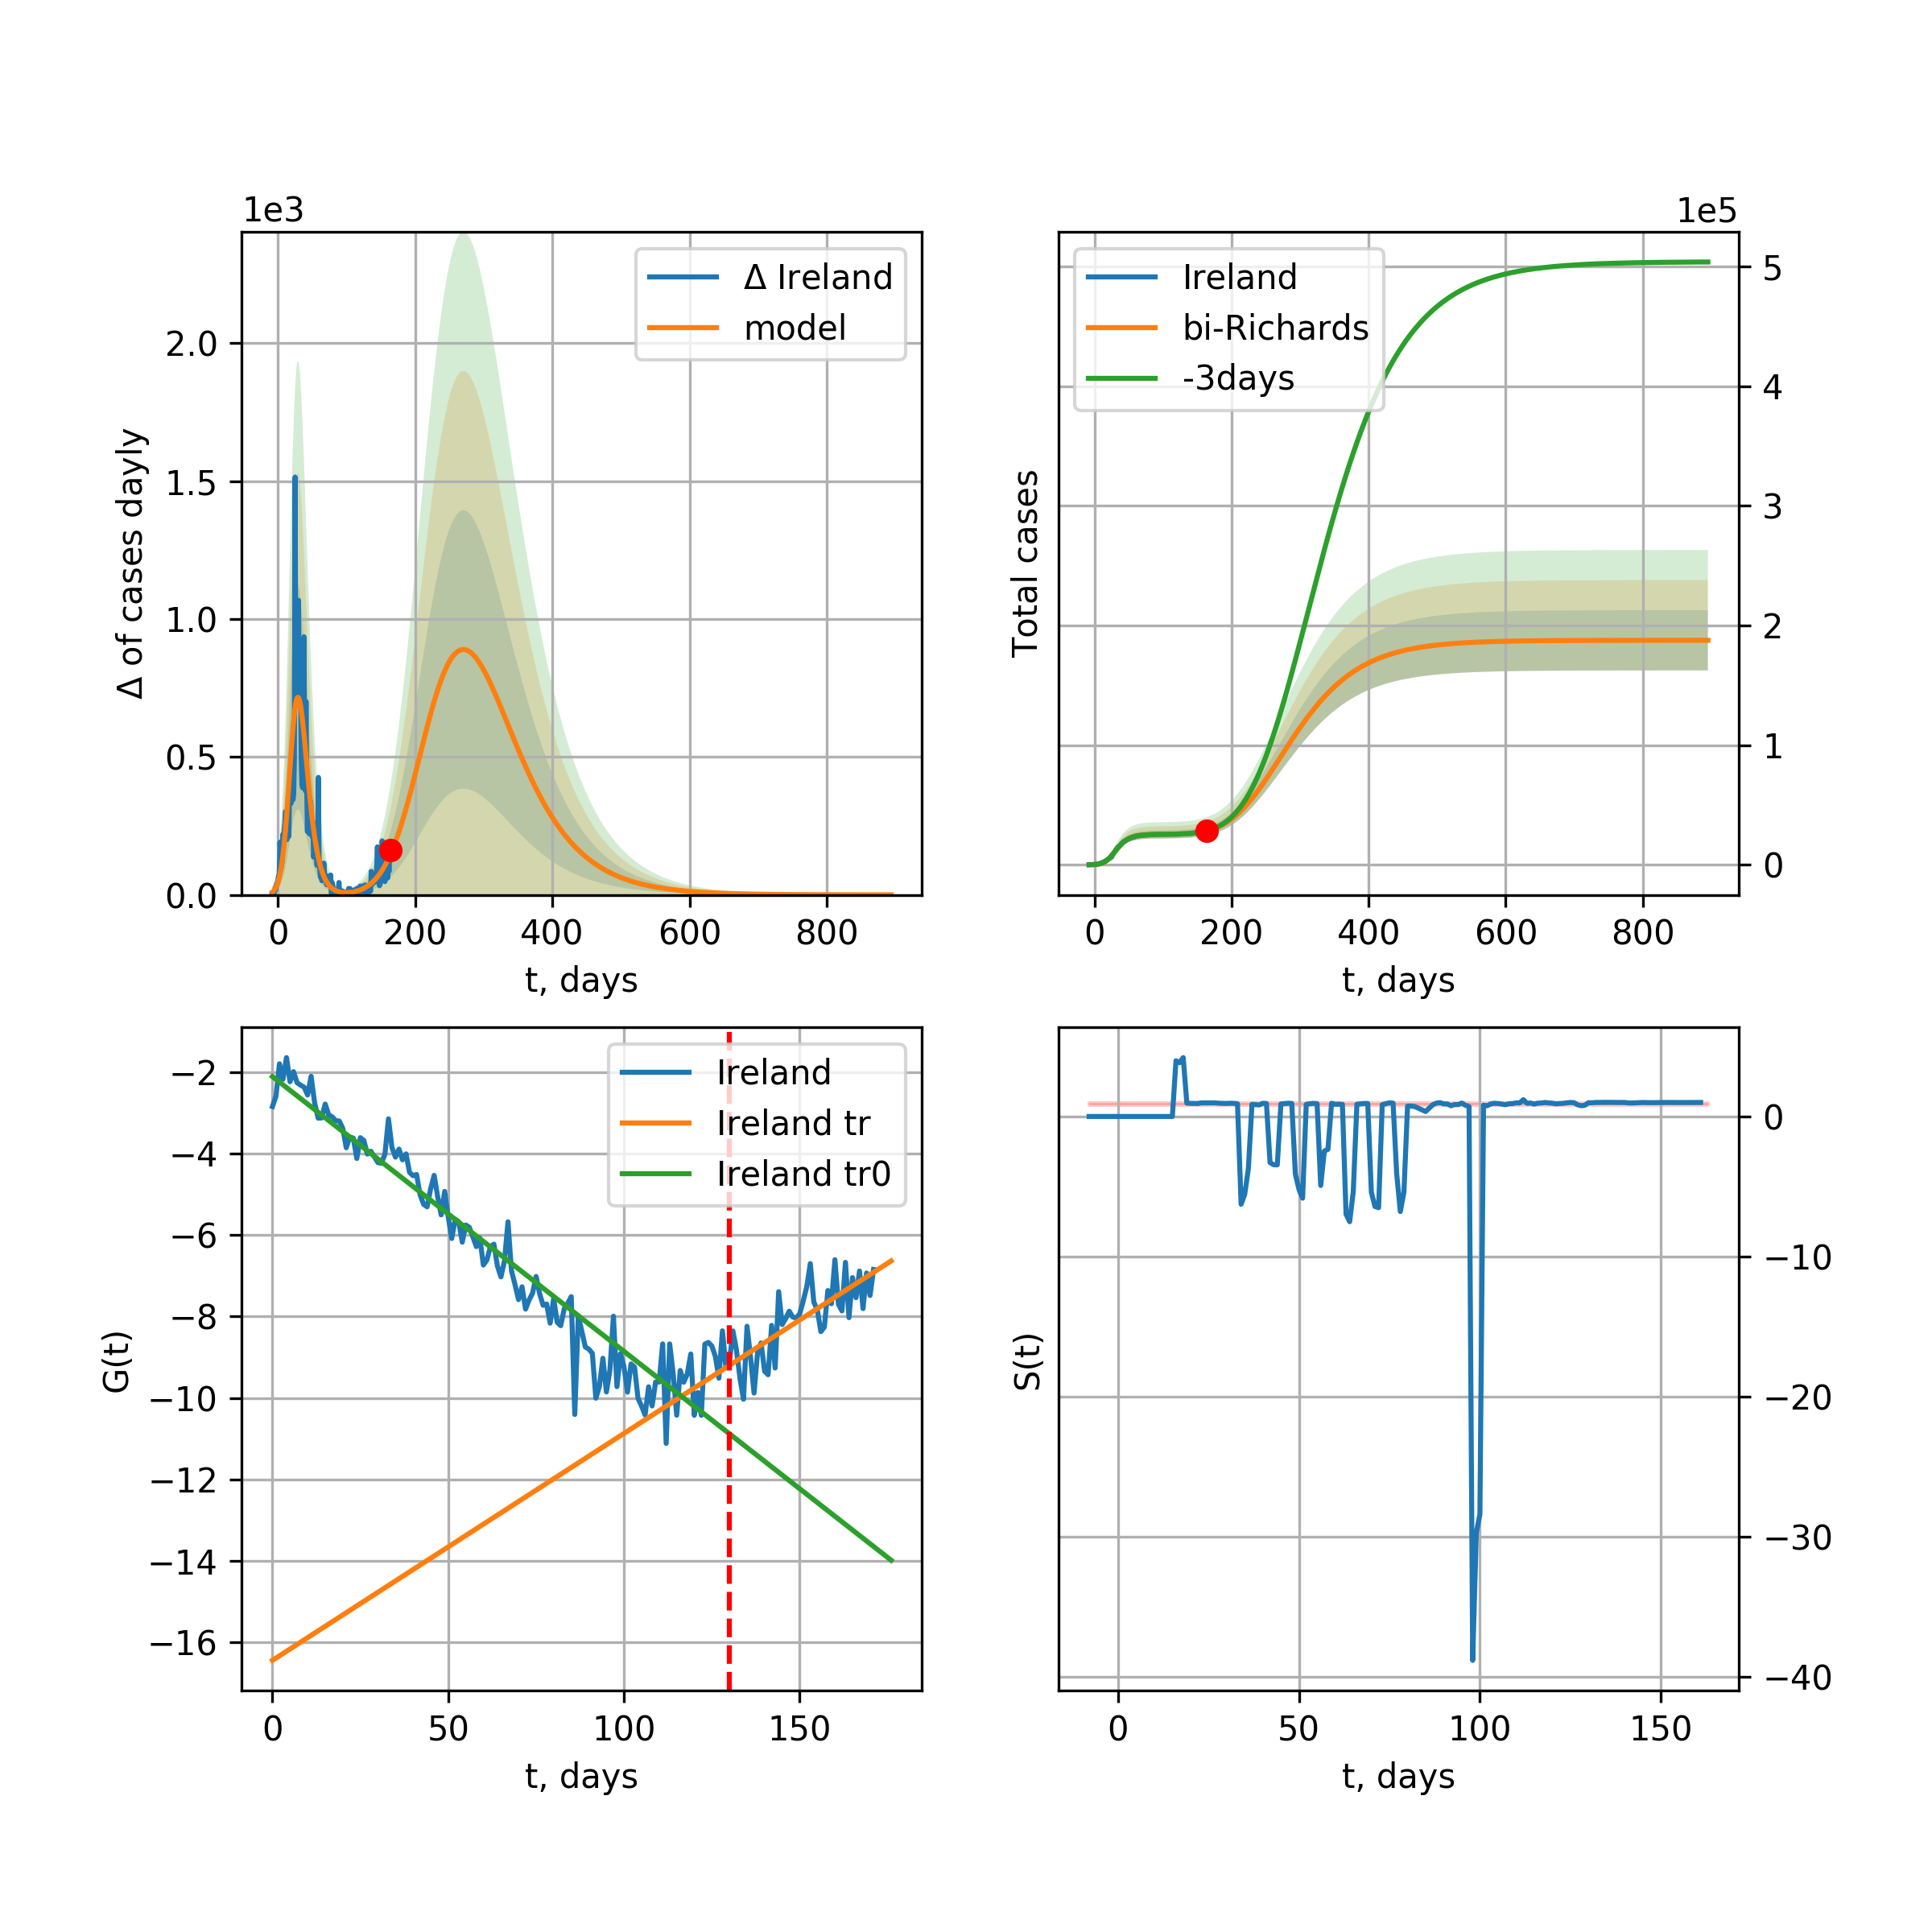 1e3
Δ of cases dayly
2.0
1.5
1.0
0.5
0.0
Δ Ireland
model
0 200 400 600 800
t, days
1e5
Total cases
Ireland
bi-Richards
-3days
5
4
3
2
1
0
0 200 400 600 800
t, days
G(t)
−2
−4
−6
−8
−10
−12
−14
−16
Ireland
Ireland tr
Ireland tr0
0 50 100 150
t, days
S(t)
0
−10
−20
−30
−40
0 50 100 150
t, days